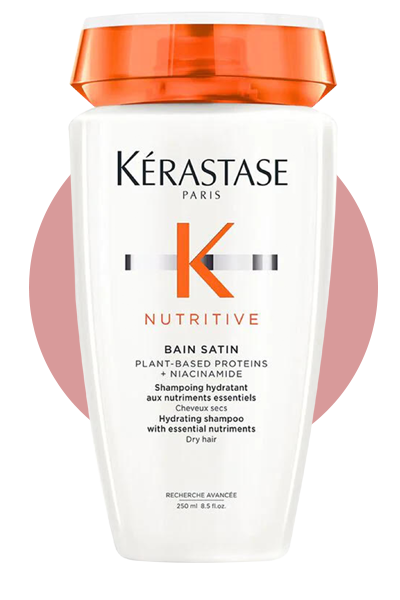 KÉRASTASE
PARIS
K
NUTRITIVE
BAIN SATIN
PLANT-BASED PROTEINS
+ NIACINAMIDE
Shampoing hydratant
aux nutriments essentiels
Cheveux secs
Hydrating shampoo
with essential nutriments
Dry hair
RECHERCHE AVANCÉE
250 ml 8.5 fl.oz.